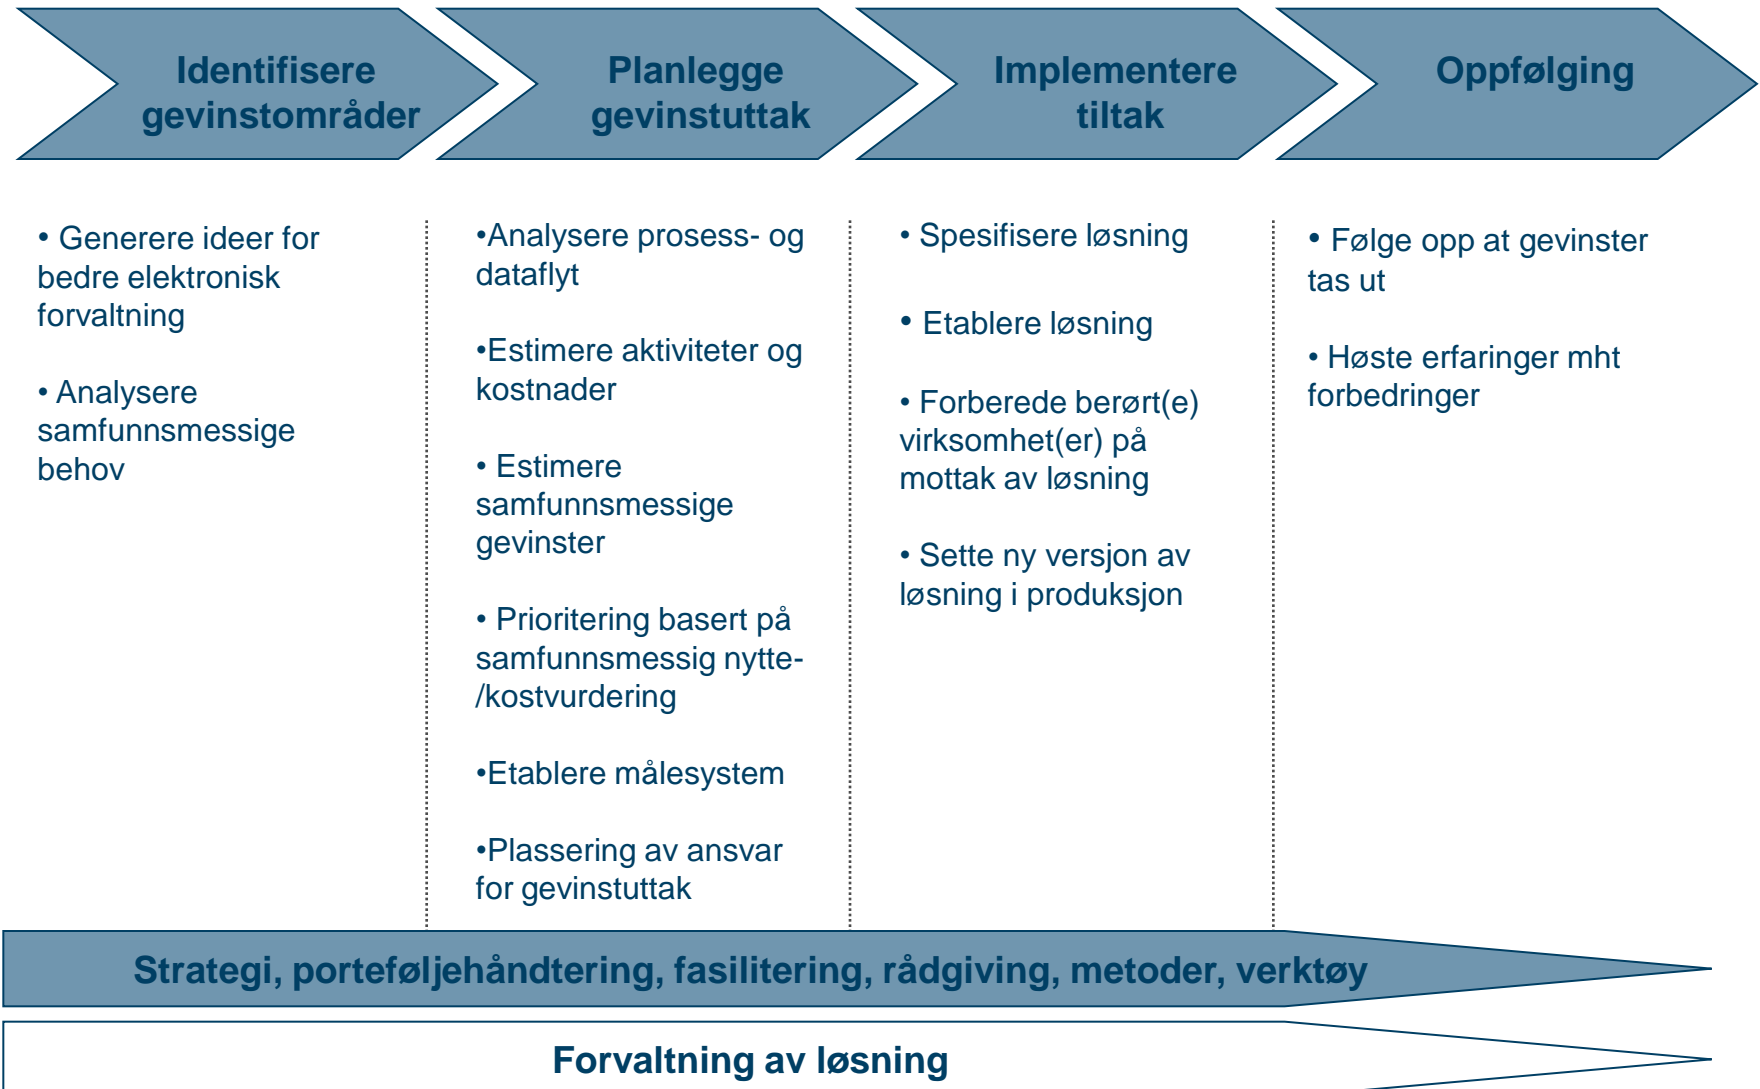 Identifisere
gevinstområder
Planlegge
gevinstuttak
Implementere
tiltak
Oppfølging
• Generere ideer for
bedre elektronisk
forvaltning
• Analysere
samfunnsmessige
behov
•Analysere prosess- og
dataflyt
•Estimere aktiviteter og
kostnader
• Estimere
samfunnsmessige
gevinster
• Prioritering basert på
samfunnsmessig nytte-
/kostvurdering
•Etablere målesystem
•Plassering av ansvar
for gevinstuttak
• Spesifisere løsning
• Etablere løsning
• Forberede berørt(e)
virksomhet(er) på
mottak av løsning
• Sette ny versjon av
løsning i produksjon
• Følge opp at gevinster
tas ut
• Høste erfaringer mht
forbedringer
Strategi, porteføljehåndtering, fasilitering, rådgiving, metoder, verktøy
Forvaltning av løsning